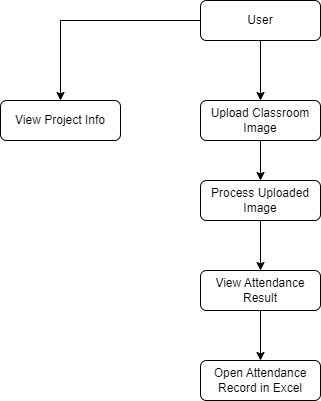 User
View Project Info
Upload Classroom
Image
Process Uploaded
Image
View Attendance
Result
Open Attendance
Record in Excel